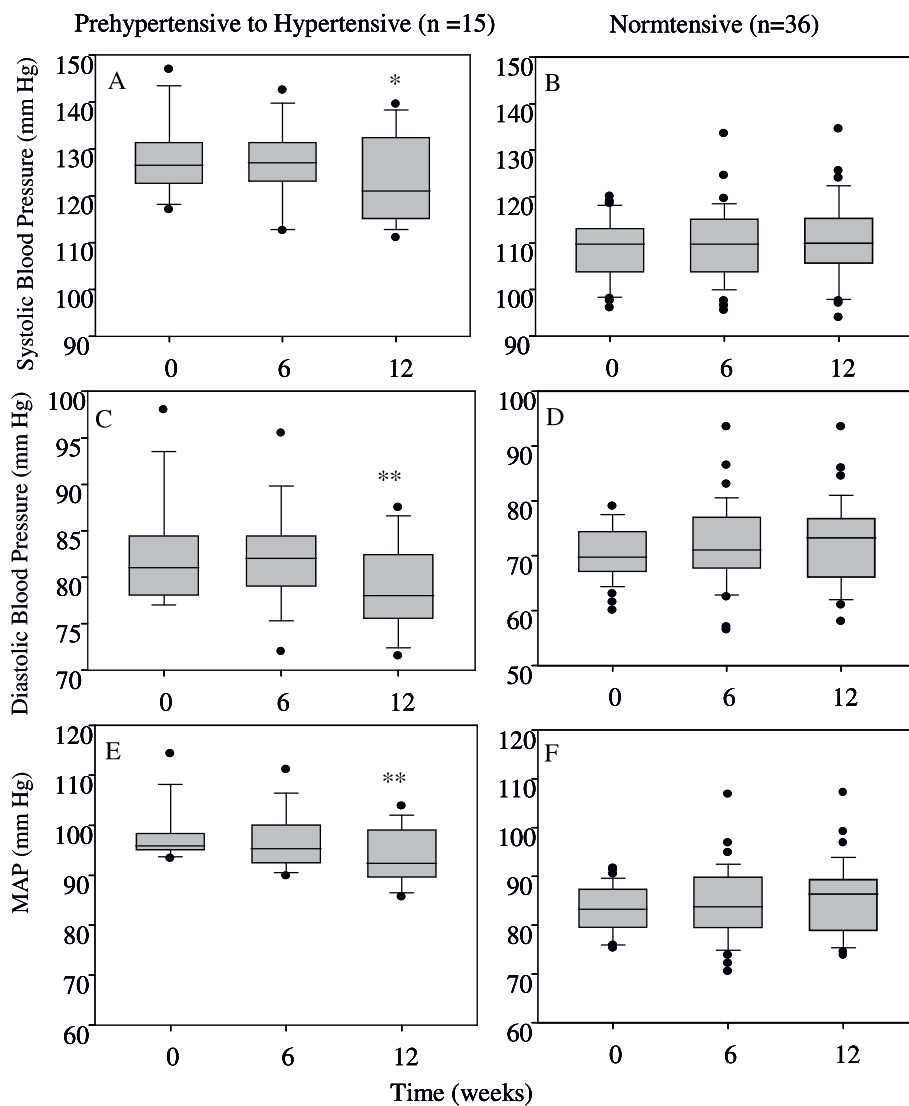 Prehypertensive to Hypertensive (n =15)
Normtensive (n=36)
Systolic Blood Pressure (mm Hg)
A
*
150
140
130
120
110
100
90
0 6 12
B
150
140
130
120
110
100
90
0 6 12
Diastolic Blood Pressure (mm Hg)
C
**
100
95
90
85
80
75
70
0 6 12
D
100
90
80
70
60
50
0 6 12
MAP (mm Hg)
E
**
120
110
100
90
80
70
60
0 6 12
F
120
110
100
90
80
70
60
0 6 12
Time (weeks)